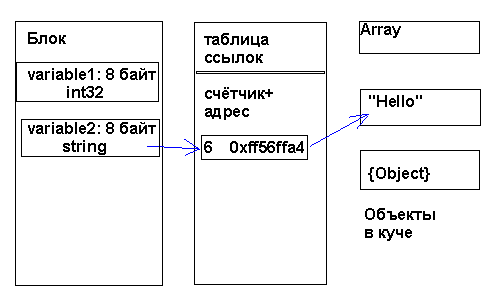 Блок
variable1: 8 байт
int32
variable2: 8 байт
string
таблица
ссылок
счётчик+
адрес
6 0xff56ffa4
Array
"Hello"
{Object}
Объекты
в куче